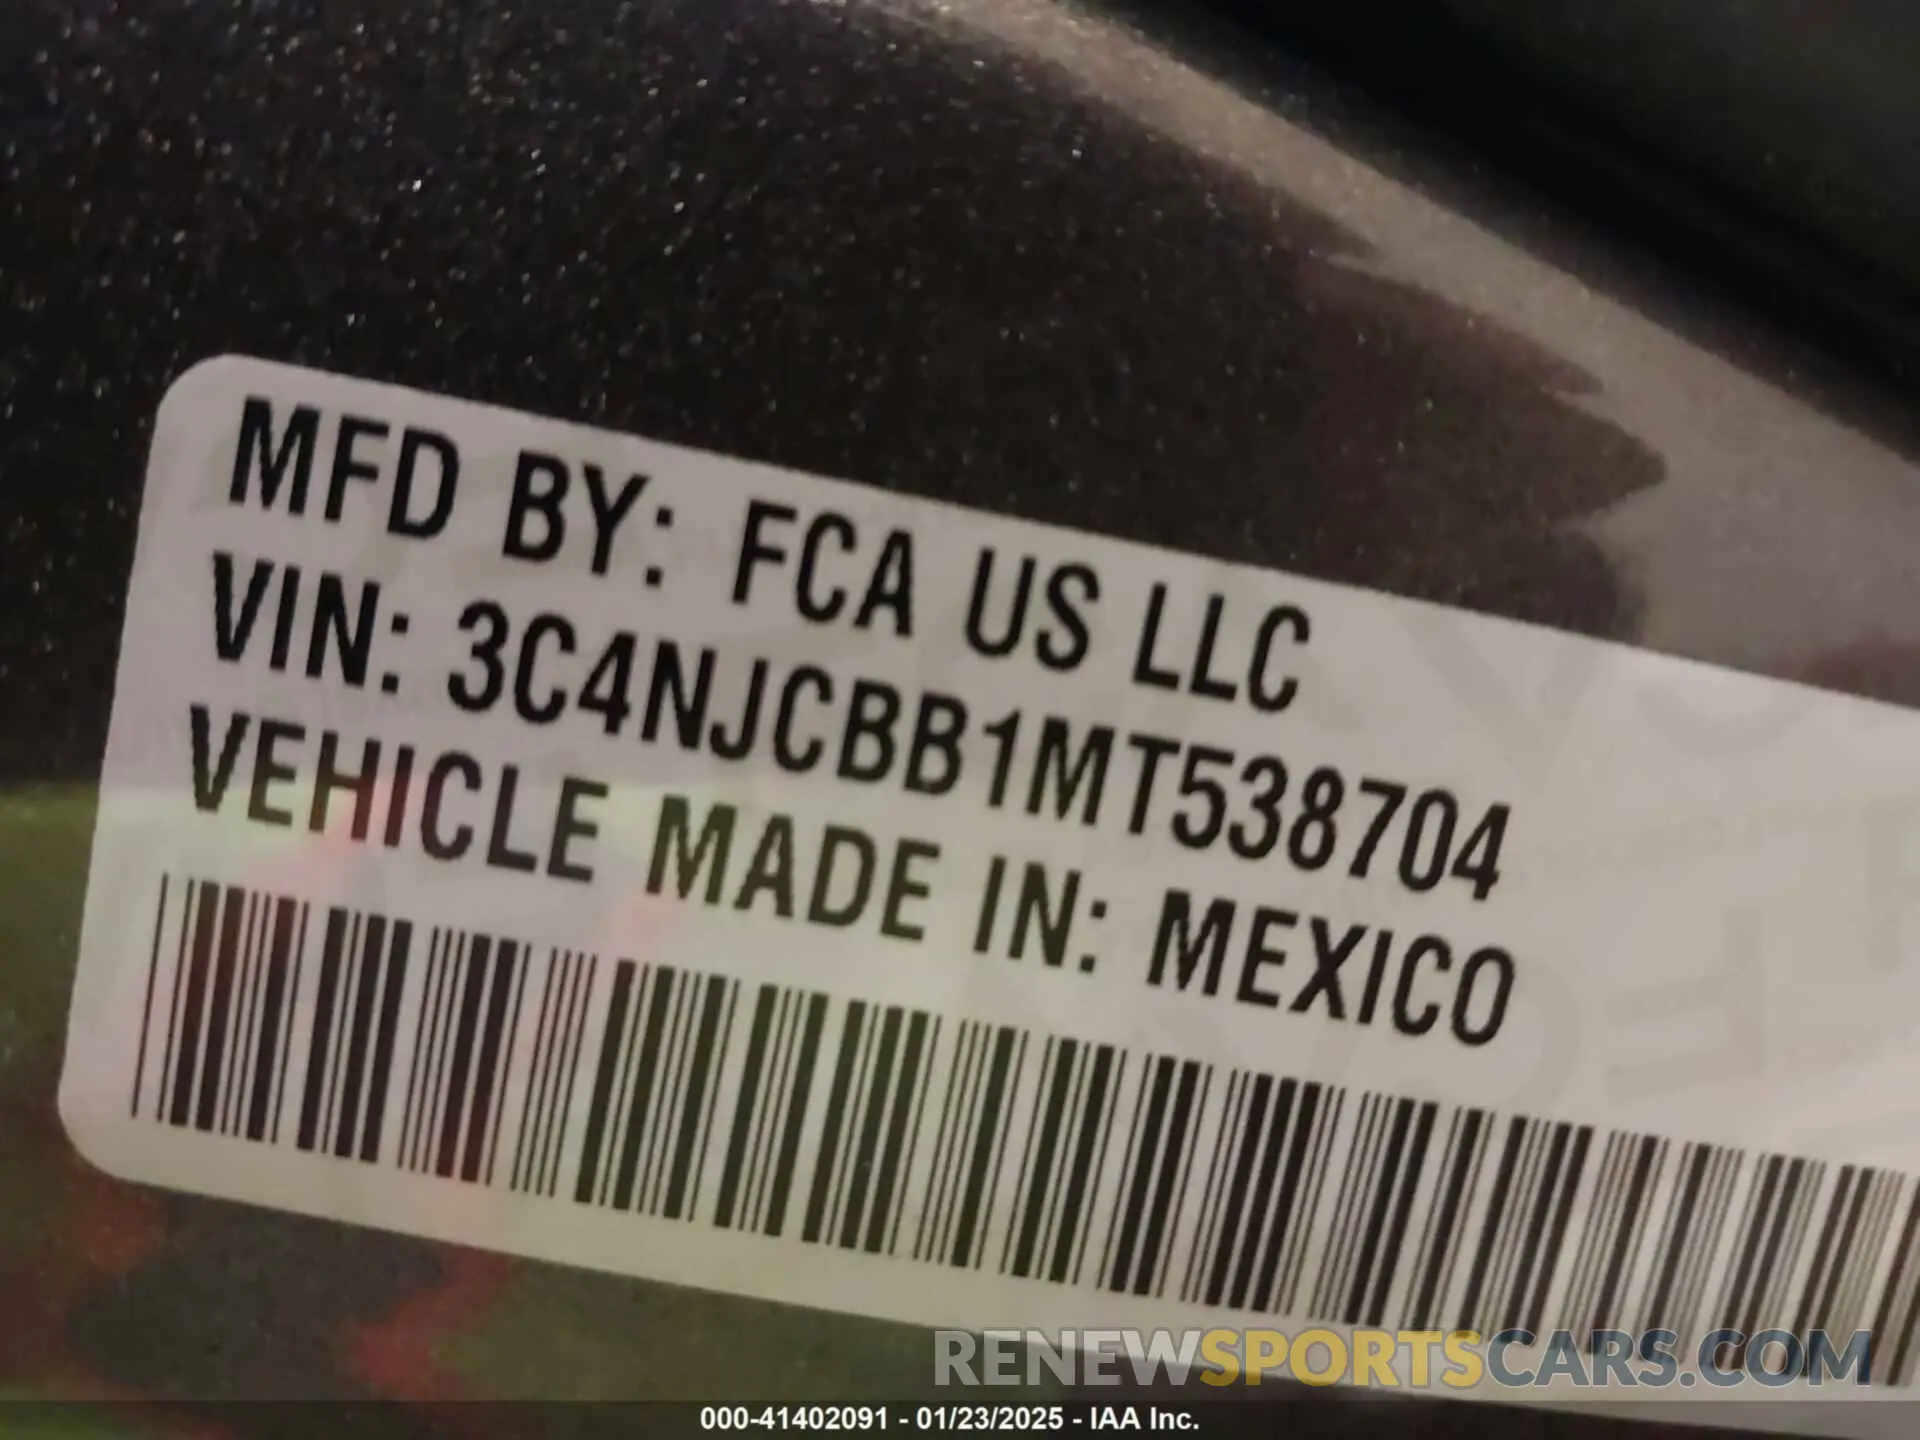 MFD BY: FCA US LLC
VIN: 3C4NJCBB1MT538704
VEHICLE MADE IN: MEXICO
RENEWSPORTSCARS.COM
000-41402091 - 01/23/2025 - IAA Inc.